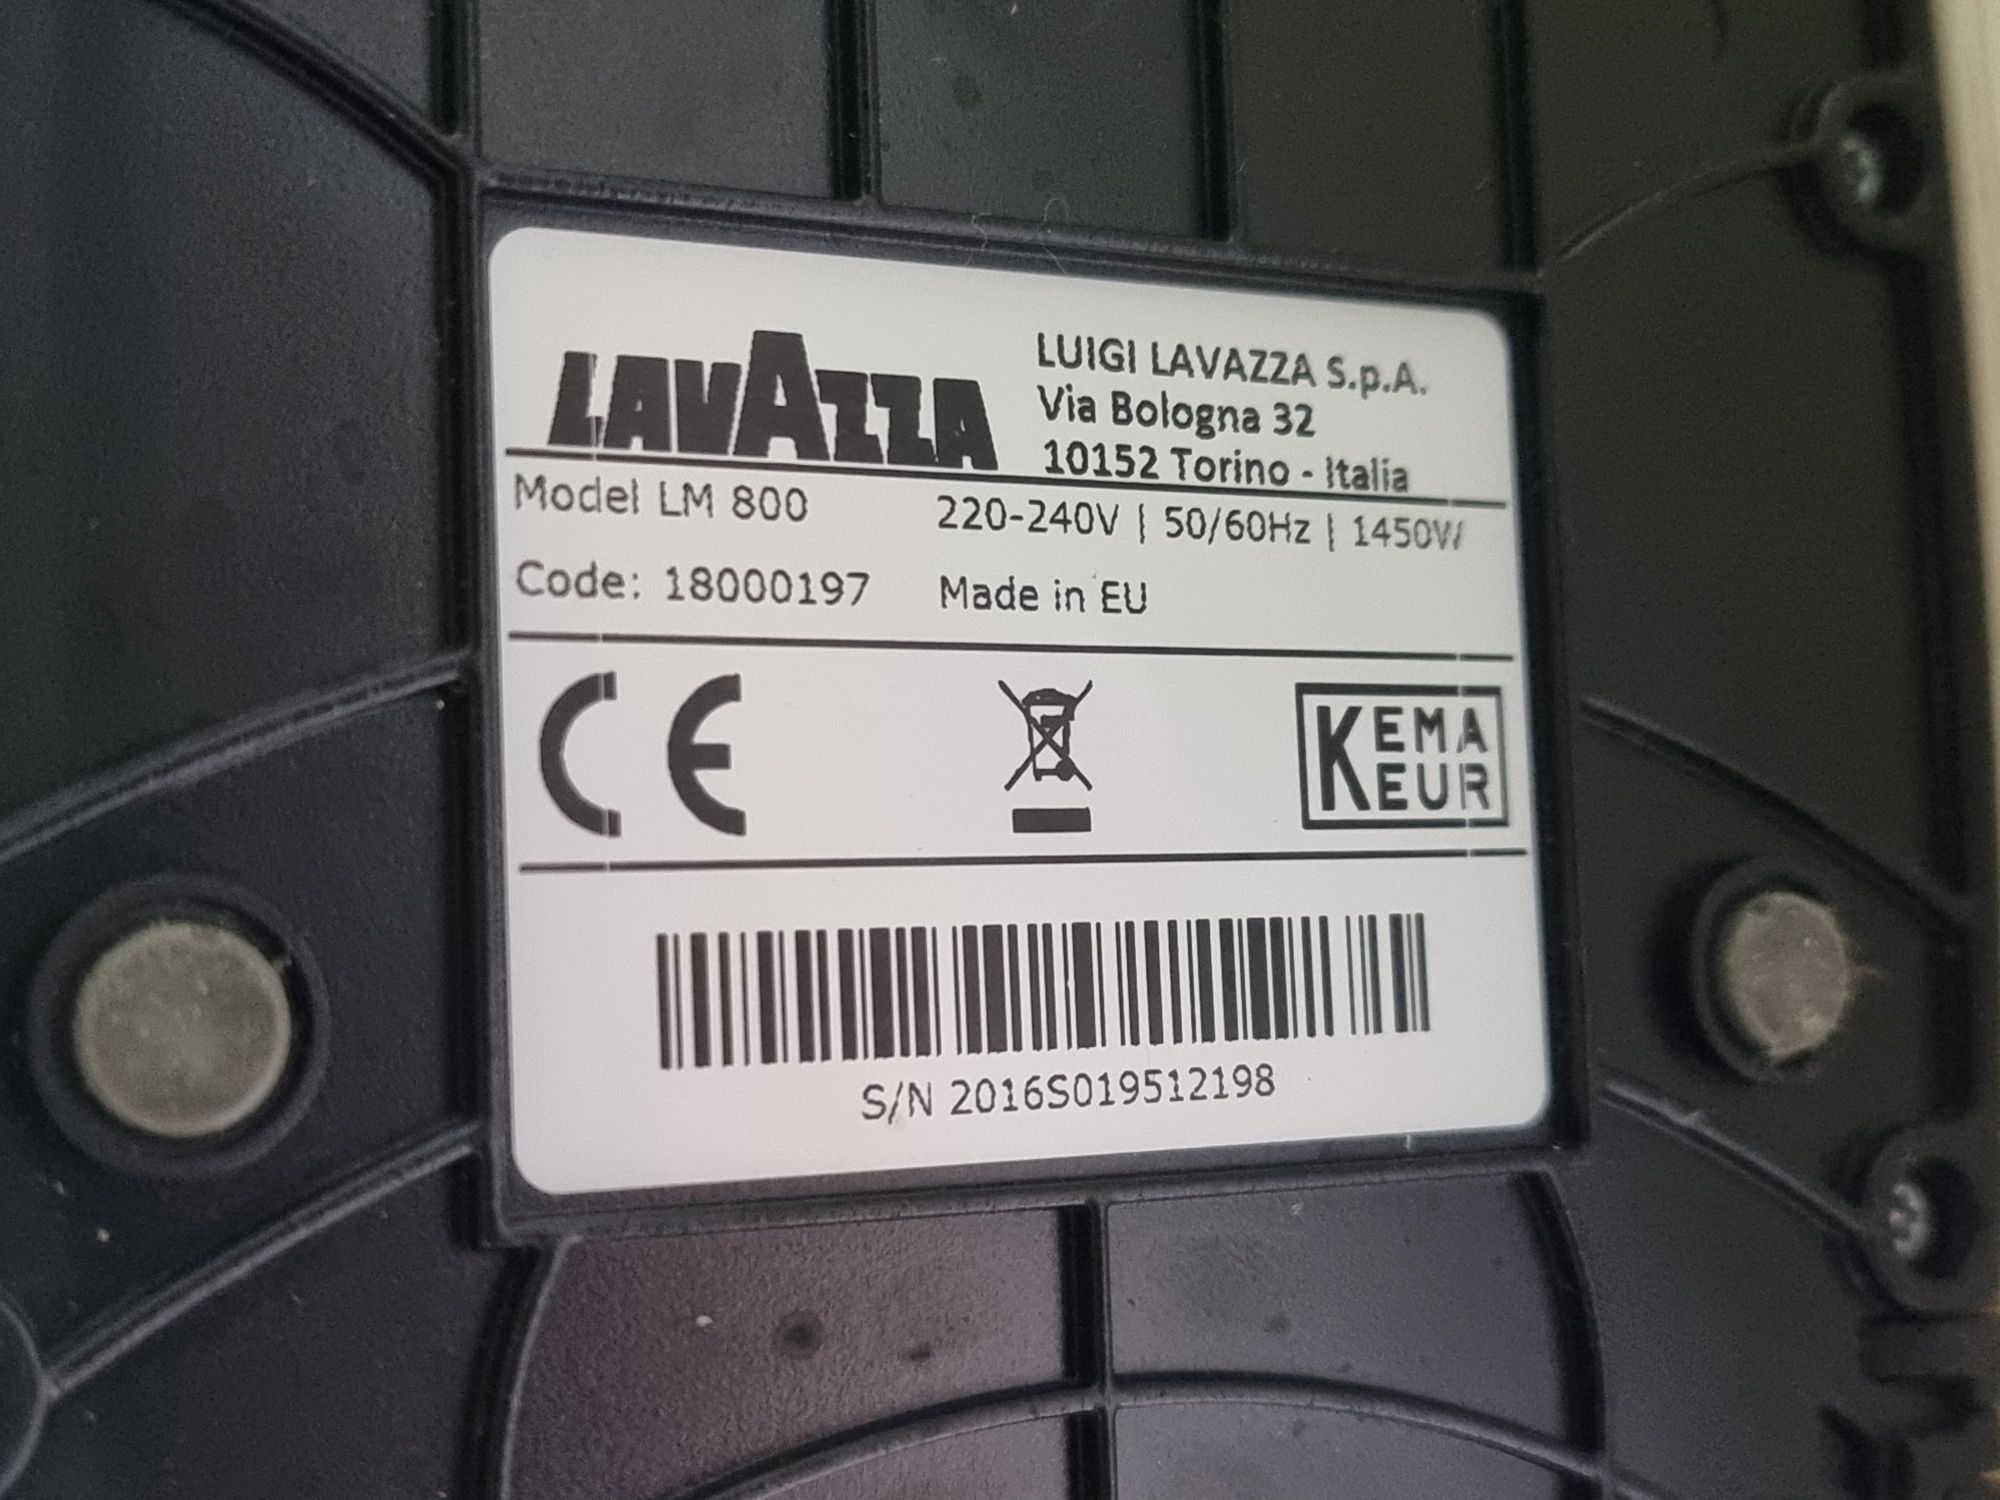 LAVAZZA
LUIGI LAVAZZA S.p.A.
Via Bologna 32
10152 Torino - Italia
Model LM 800
220-240V | 50/60Hz | 1450W
Code: 18000197
Made in EU
CE
KEMA
KEUR
S/N 2016S019512198